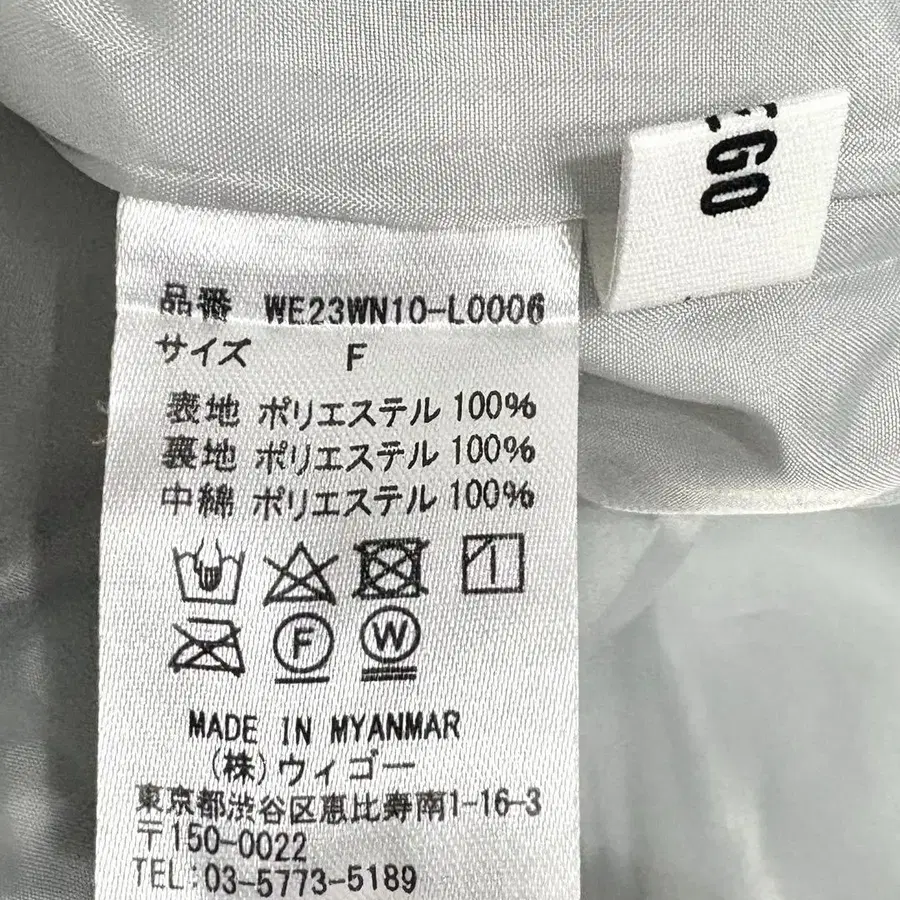 EGO
品番 WE23WN10-L0006
サイズ F
表地 ポリエステル 100%
裏地 ポリエステル 100%
中綿 ポリエステル 100%
F W
MADE IN MYANMAR
(株)ウィゴー
東京都渋谷区恵比寿南1-16-3
〒150-0022
TEL:03-5773-5189